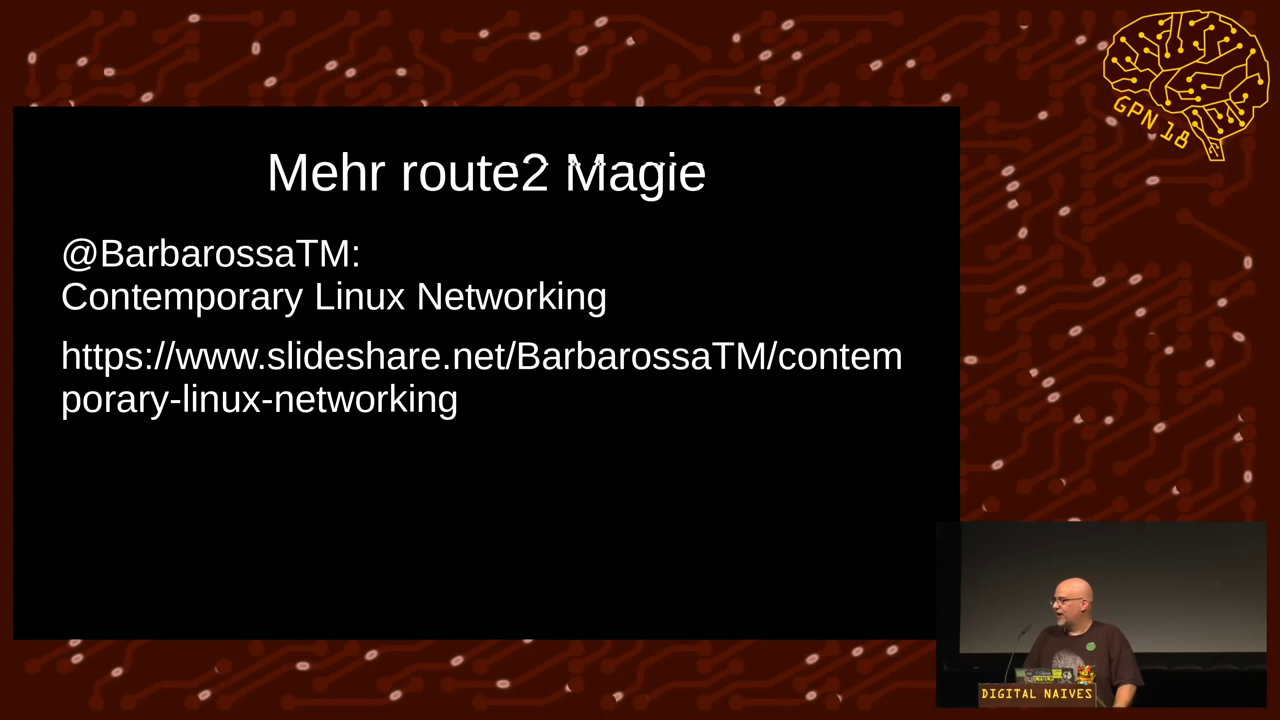 GPN 18
Mehr route2 Magie
@BarbarossaTM:
Contemporary Linux Networking
https://www.slideshare.net/BarbarossaTM/contem
porary-linux-networking
DIGITAL NAIVES